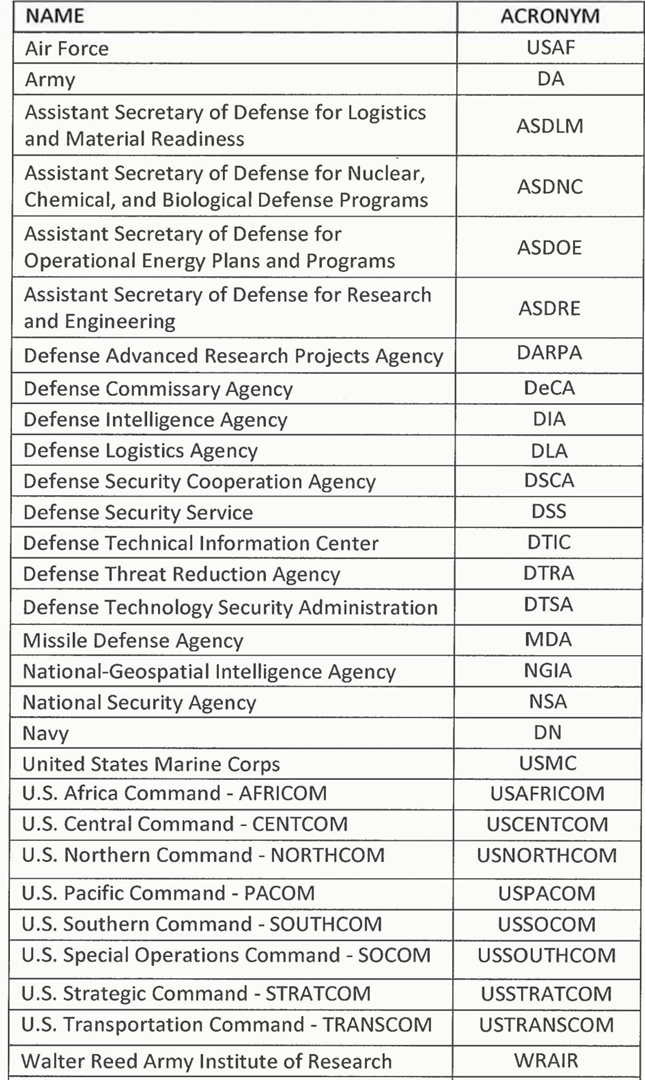 NAME ACRONYM
Air Force USAF
Army DA
Assistant Secretary of Defense for Logistics
and Material Readiness ASDLM
Assistant Secretary of Defense for Nuclear,
Chemical, and Biological Defense Programs ASDNC
Assistant Secretary of Defense for
Operational Energy Plans and Programs ASDOE
Assistant Secretary of Defense for Research
and Engineering ASDRE
Defense Advanced Research Projects Agency DARPA
Defense Commissary Agency DeCA
Defense Intelligence Agency DIA
Defense Logistics Agency DLA
Defense Security Cooperation Agency DSCA
Defense Security Service DSS
Defense Technical Information Center DTIC
Defense Threat Reduction Agency DTRA
Defense Technology Security Administration DTSA
Missile Defense Agency MDA
National-Geospatial Intelligence Agency NGIA
National Security Agency NSA
Navy DN
United States Marine Corps USMC
U.S. Africa Command - AFRICOM USAFRICOM
U.S. Central Command - CENTCOM USCENTCOM
U.S. Northern Command - NORTHCOM USNORTHCOM
U.S. Pacific Command - PACOM USPACOM
U.S. Southern Command - SOUTHCOM USSOCOM
U.S. Special Operations Command - SOCOM USSOUTHCOM
U.S. Strategic Command - STRATCOM USSTRATCOM
U.S. Transportation Command - TRANSCOM USTRANSCOM
Walter Reed Army Institute of Research WRAIR